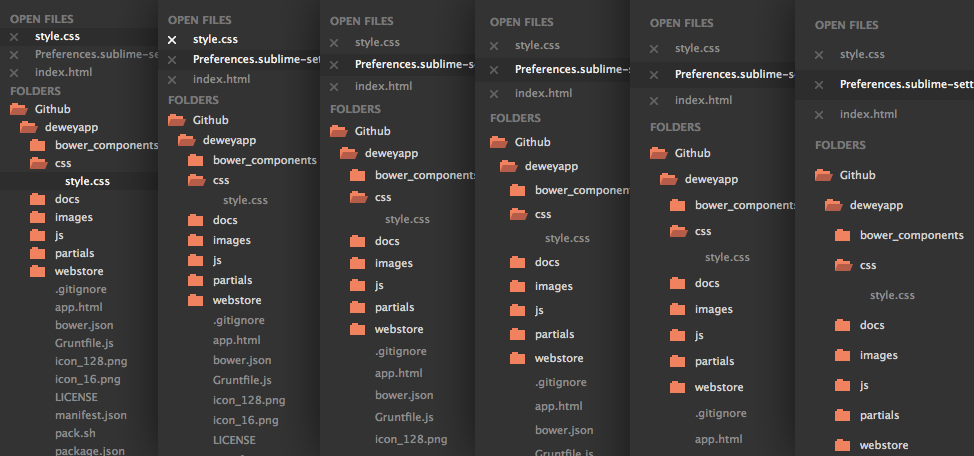 OPEN FILES
style.css
Preferences.sublime-se
index.html
FOLDERS
Github
deweyapp
bower_components
css
style.css
docs
images
js
partials
webstore
.gitignore
app.html
bower.json
Gruntfile.js
icon_128.png
icon_16.png
LICENSE
manifest.json
pack.sh
package.json
OPEN FILES
style.css
Preferences.sublime-set
index.html
FOLDERS
Github
deweyapp
bower_components
css
style.css
docs
images
js
partials
webstore
.gitignore
app.html
bower.json
Gruntfile.js
icon_128.png
icon_16.png
LICENSE
OPEN FILES
style.css
Preferences.sublime-s
index.html
FOLDERS
Github
deweyapp
bower_components
css
style.css
docs
images
js
partials
webstore
.gitignore
app.html
bower.json
Gruntfile.js
icon_128.png
OPEN FILES
style.css
Preferences.sublime-s
index.html
FOLDERS
Github
deweyapp
bower_components
css
style.css
docs
images
js
partials
webstore
.gitignore
app.html
bower.json
Gruntfile.js
OPEN FILES
style.css
Preferences.sublime-s
index.html
FOLDERS
Github
deweyapp
bower_components
css
style.css
docs
images
js
partials
webstore
.gitignore
app.html
OPEN FILES
style.css
Preferences.sublime-sett
index.html
FOLDERS
Github
deweyapp
bower_components
css
style.css
docs
images
js
partials
webstore